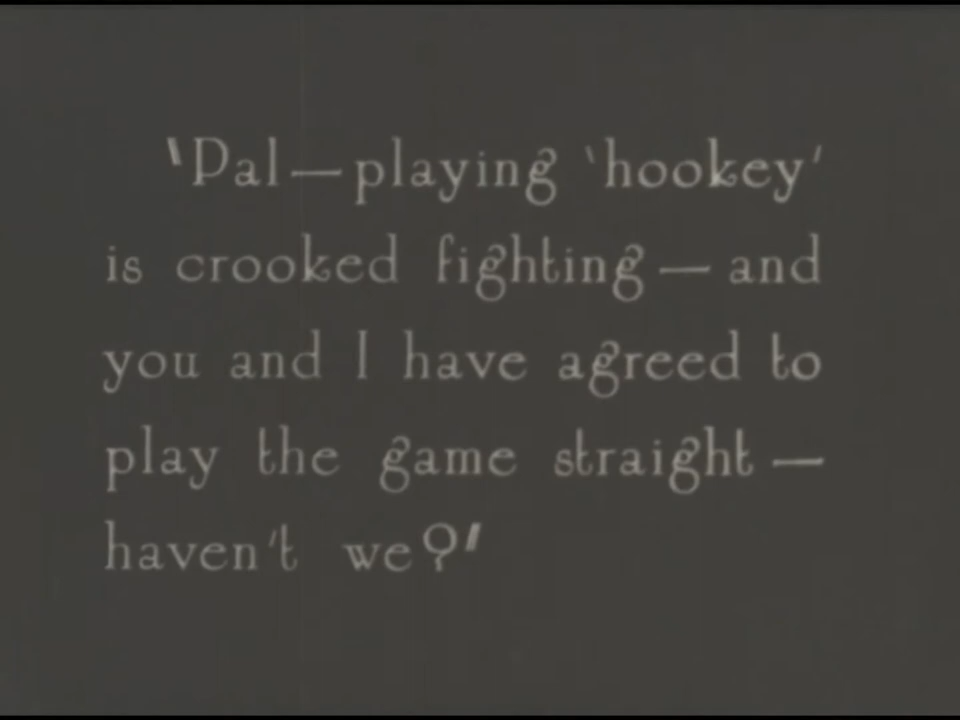 "Pal—playing 'hookey'
is crooked fighting—and
you and I have agreed to
play the game straight—
haven't we?"